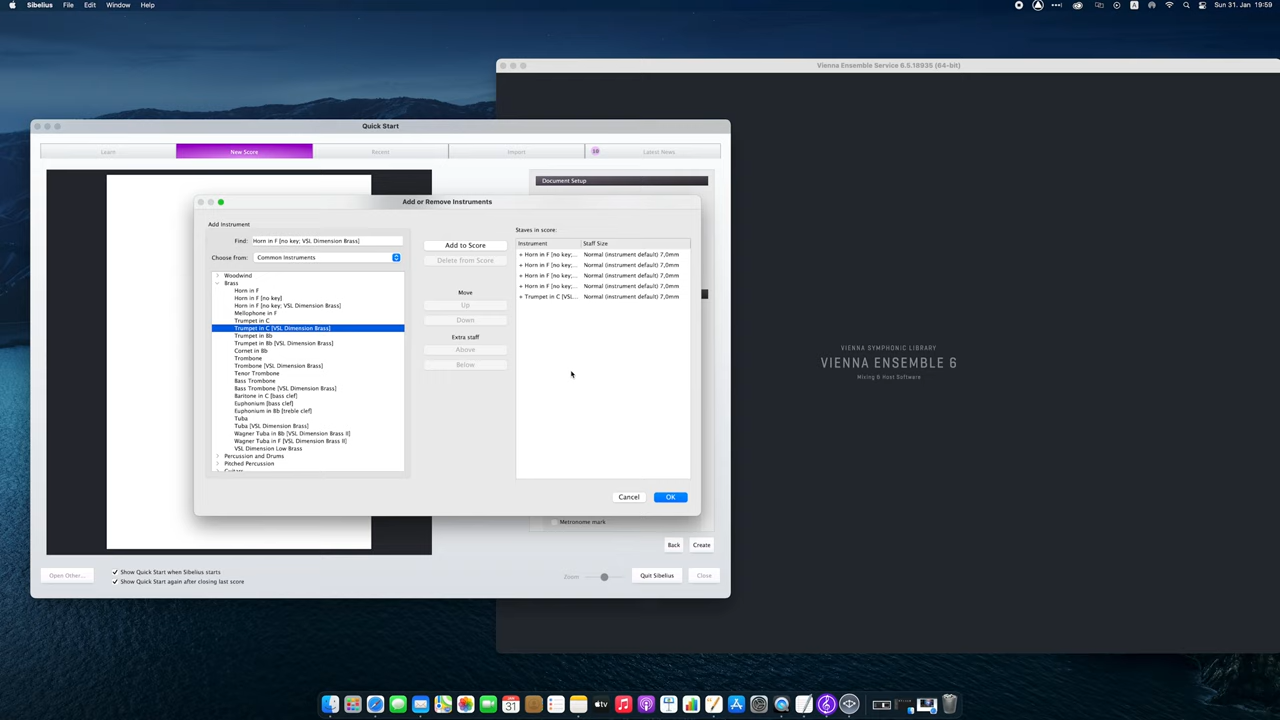 Sibelius File Edit Window Help
Sun 31. Jan 19:59
Vienna Ensemble Service 6.5.18935 (64-bit)
Quick Start
Learn New Score Recent Import 10 Latest News
Document Setup
Add or Remove Instruments
Add Instrument
Find: Horn in F [no key; VSL Dimension Brass]
Choose from: Common Instruments
Woodwind
Brass
Horn in F
Horn in F [no key]
Horn in F [no key; VSL Dimension Brass]
Mellophone in F
Trumpet in C
Trumpet in C [VSL Dimension Brass]
Trumpet in Bb
Trumpet in Bb [VSL Dimension Brass]
Cornet in Bb
Trombone
Trombone [VSL Dimension Brass]
Tenor Trombone
Bass Trombone
Bass Trombone [VSL Dimension Brass]
Baritone in C [bass clef]
Euphonium [bass clef]
Euphonium in Bb [treble clef]
Tuba
Tuba [VSL Dimension Brass]
Wagner Tuba in Bb [VSL Dimension Brass II]
Wagner Tuba in F [VSL Dimension Brass II]
VSL Dimension Low Brass
Percussion and Drums
Pitched Percussion
Add to Score
Delete from Score
Move
Up
Down
Extra staff
Above
Below
Staves in score:
Instrument Staff Size
+ Horn in F [no key;... Normal (instrument default) 7,0mm
+ Horn in F [no key;... Normal (instrument default) 7,0mm
+ Horn in F [no key;... Normal (instrument default) 7,0mm
+ Horn in F [no key;... Normal (instrument default) 7,0mm
+ Trumpet in C [VSL... Normal (instrument default) 7,0mm
Cancel OK
Metronome mark
Back Create
Open Other...
Show Quick Start when Sibelius starts
Show Quick Start again after closing last score
Zoom
Quit Sibelius Close
VIENNA SYMPHONIC LIBRARY
VIENNA ENSEMBLE 6
Mixing & Host Software